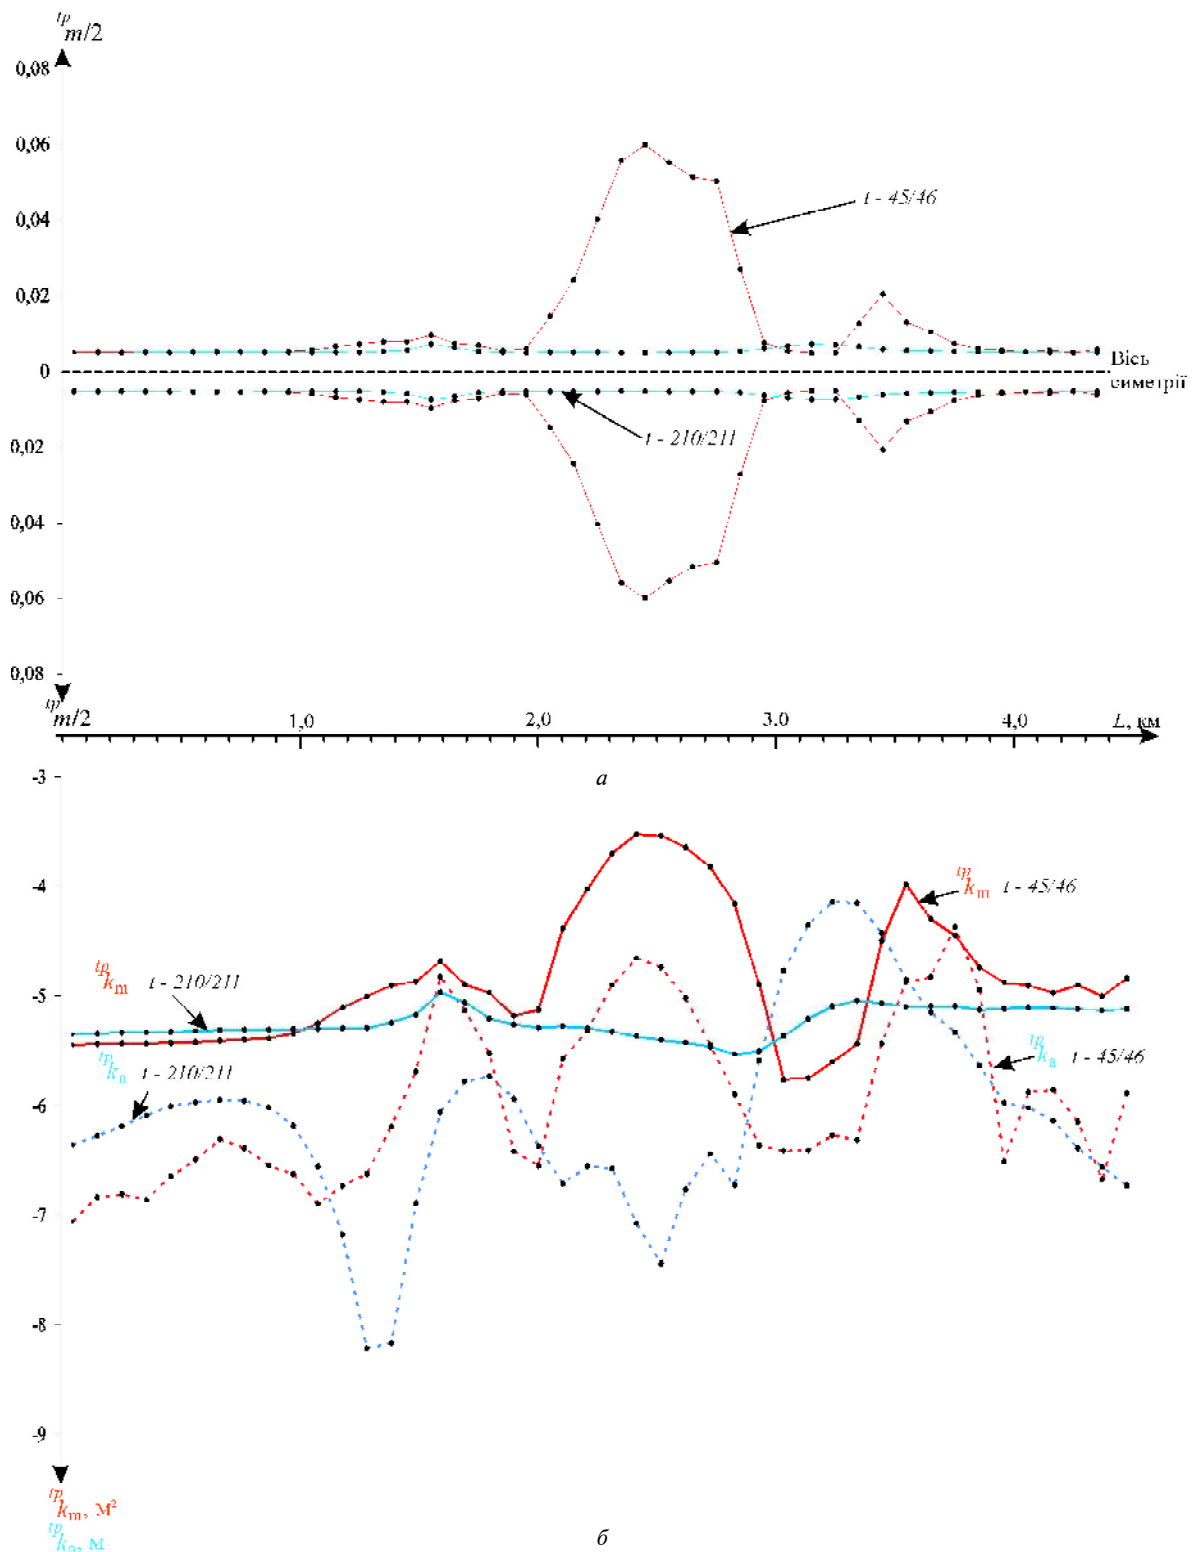 tp m/2
0,08
0,06
0,04
t - 45/46
0,02
0
Вісь
симетрії
0,02
t - 210/211
0,04
0,06
0,08
tp m/2
1,0
2,0
3.0
4,0
L, км
а
-3
-4
tp km t - 45/46
tp km t - 210/211
-5
tp ka t - 210/211
tp ka t - 45/46
-6
-7
-8
-9
tp km, м²
tp ka, м
б